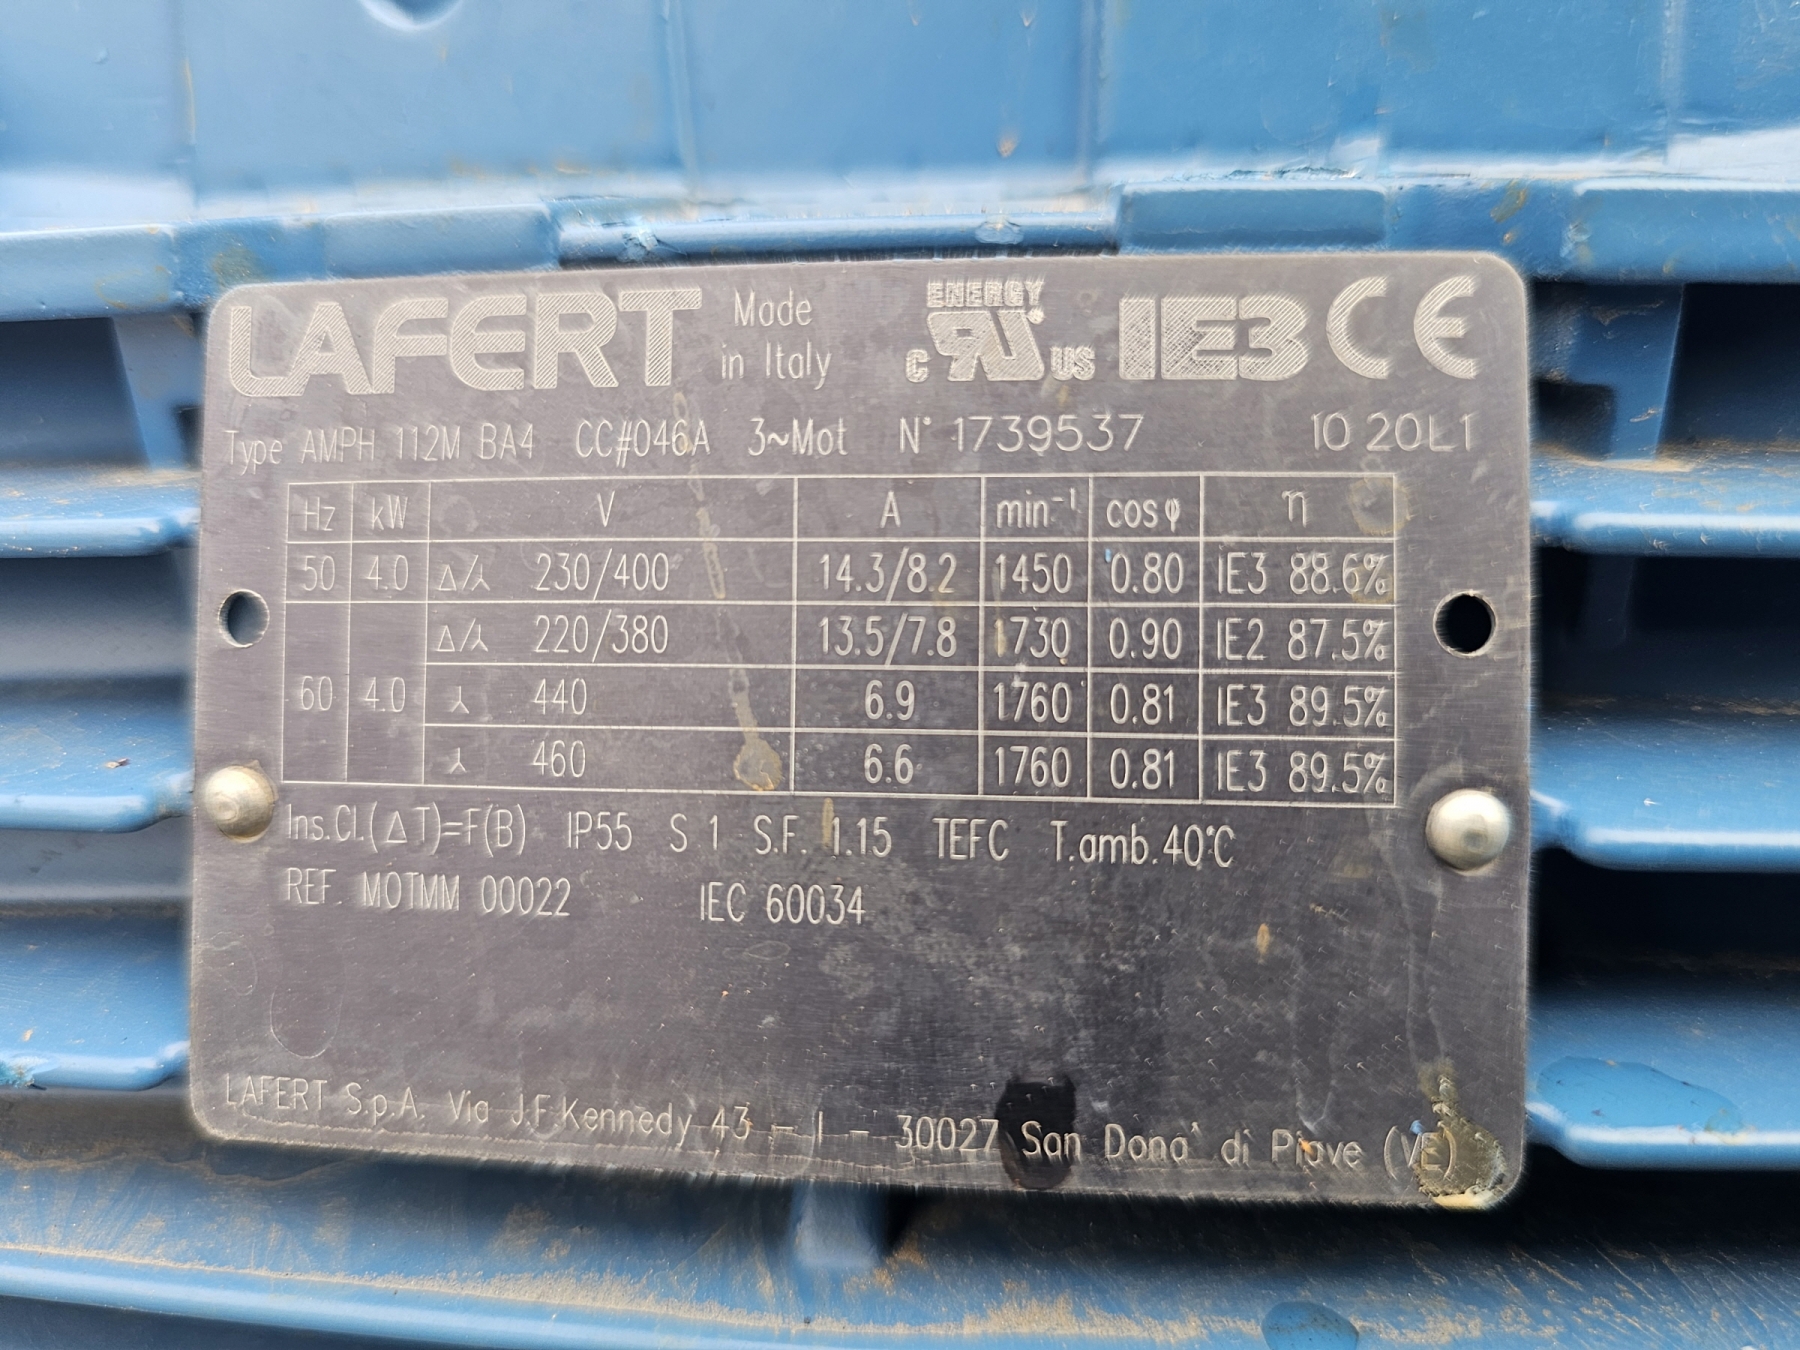 LAFERT Made in Italy ENERGY c RU us IE3 CE
Type AMPH 112M BA4 CC#046A 3~Mot N° 1739537 10 20L1
Hz kW V A min⁻¹ cosφ η
50 4.0 Δ/⅄ 230/400 14.3/8.2 1450 0.80 IE3 88.6%
60 4.0 Δ/⅄ 220/380 13.5/7.8 1730 0.90 IE2 87.5%
⅄ 440 6.9 1760 0.81 IE3 89.5%
⅄ 460 6.6 1760 0.81 IE3 89.5%
Ins.Cl.(ΔT)=F(B) IP55 S 1 S.F. 1.15 TEFC T.amb.40°C
REF. MOTMM 00022 IEC 60034
LAFERT S.p.A. Via J.F.Kennedy 43 - I - 30027 San Dona' di Piave (VE)